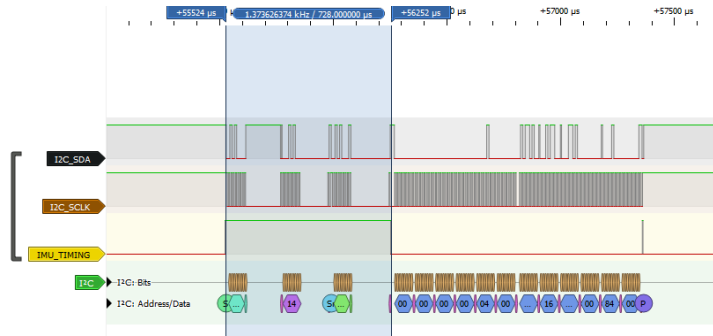 +55524 µs
1.373626374 kHz / 728.000000 µs
+56252 µs
+57000 µs
+57500 µs
I2C_SDA
I2C_SCLK
IMU_TIMING
I²C
I²C: Bits
I²C: Address/Data
S ... 14 ... 00 00 00 00 04 00 ... 16 ... 00 84 00 P